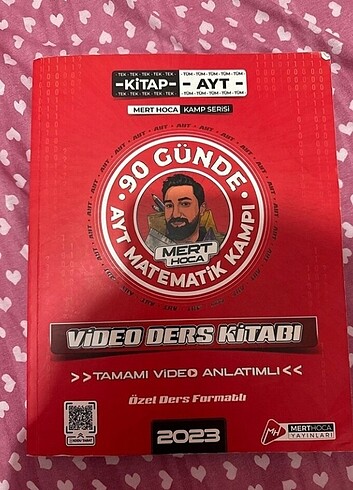 TEK - TEK - TEK - TEK - TEK
TÜM - TÜM - TÜM - TÜM - TÜM
-KİTAP-
-AYT-
TEK - TEK - TEK - TEK - TEK
TÜM - TÜM - TÜM - TÜM - TÜM
MERT HOCA KAMP SERİSİ
90 GÜNDE
AYT MATEMATİK KAMPI
MERT
HOCA
VİDEO DERS KİTABI
>>TAMAMI VİDEO ANLATIMLI<<
Özel Ders Formatlı
2023
MERTHOCA
YAYINLARI